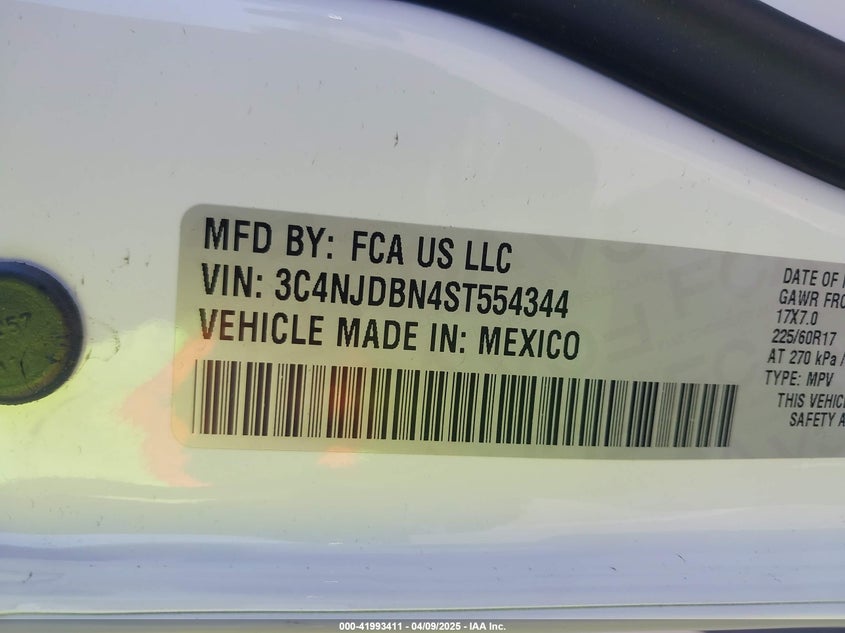 MFD BY: FCA US LLC
VIN: 3C4NJDBN4ST554344
VEHICLE MADE IN: MEXICO
DATE OF
GAWR FRO
17X7.0
225/60R17
AT 270 kPa
TYPE: MPV
THIS VEHIC
SAFETY A
000-41993411 - 04/09/2025 - IAA Inc.